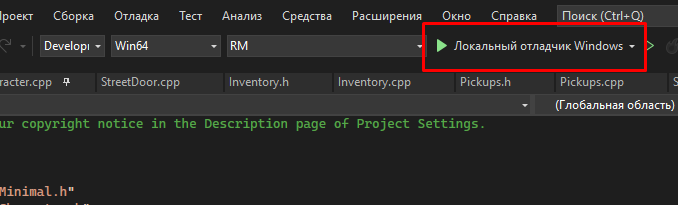 Проект Сборка Отладка Тест Анализ Средства Расширения Окно Справка Поиск (Ctrl+Q)
Develop Win64 RM Локальный отладчик Windows
racter.cpp StreetDoor.cpp Inventory.h Inventory.cpp Pickups.h Pickups.cpp S
(Глобальная область)
ur copyright notice in the Description page of Project Settings.
Minimal.h"